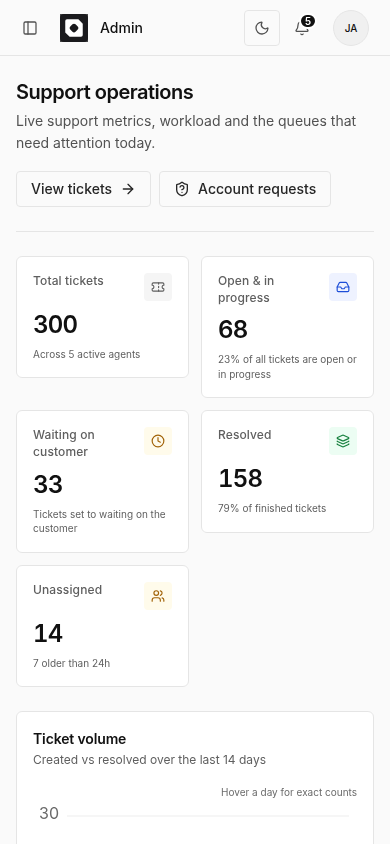 Admin
5
JA
Support operations
Live support metrics, workload and the queues that
need attention today.
View tickets
Account requests
Total tickets
300
Across 5 active agents
Open & in
progress
68
23% of all tickets are open or
in progress
Waiting on
customer
33
Tickets set to waiting on the
customer
Resolved
158
79% of finished tickets
Unassigned
14
7 older than 24h
Ticket volume
Created vs resolved over the last 14 days
Hover a day for exact counts
30